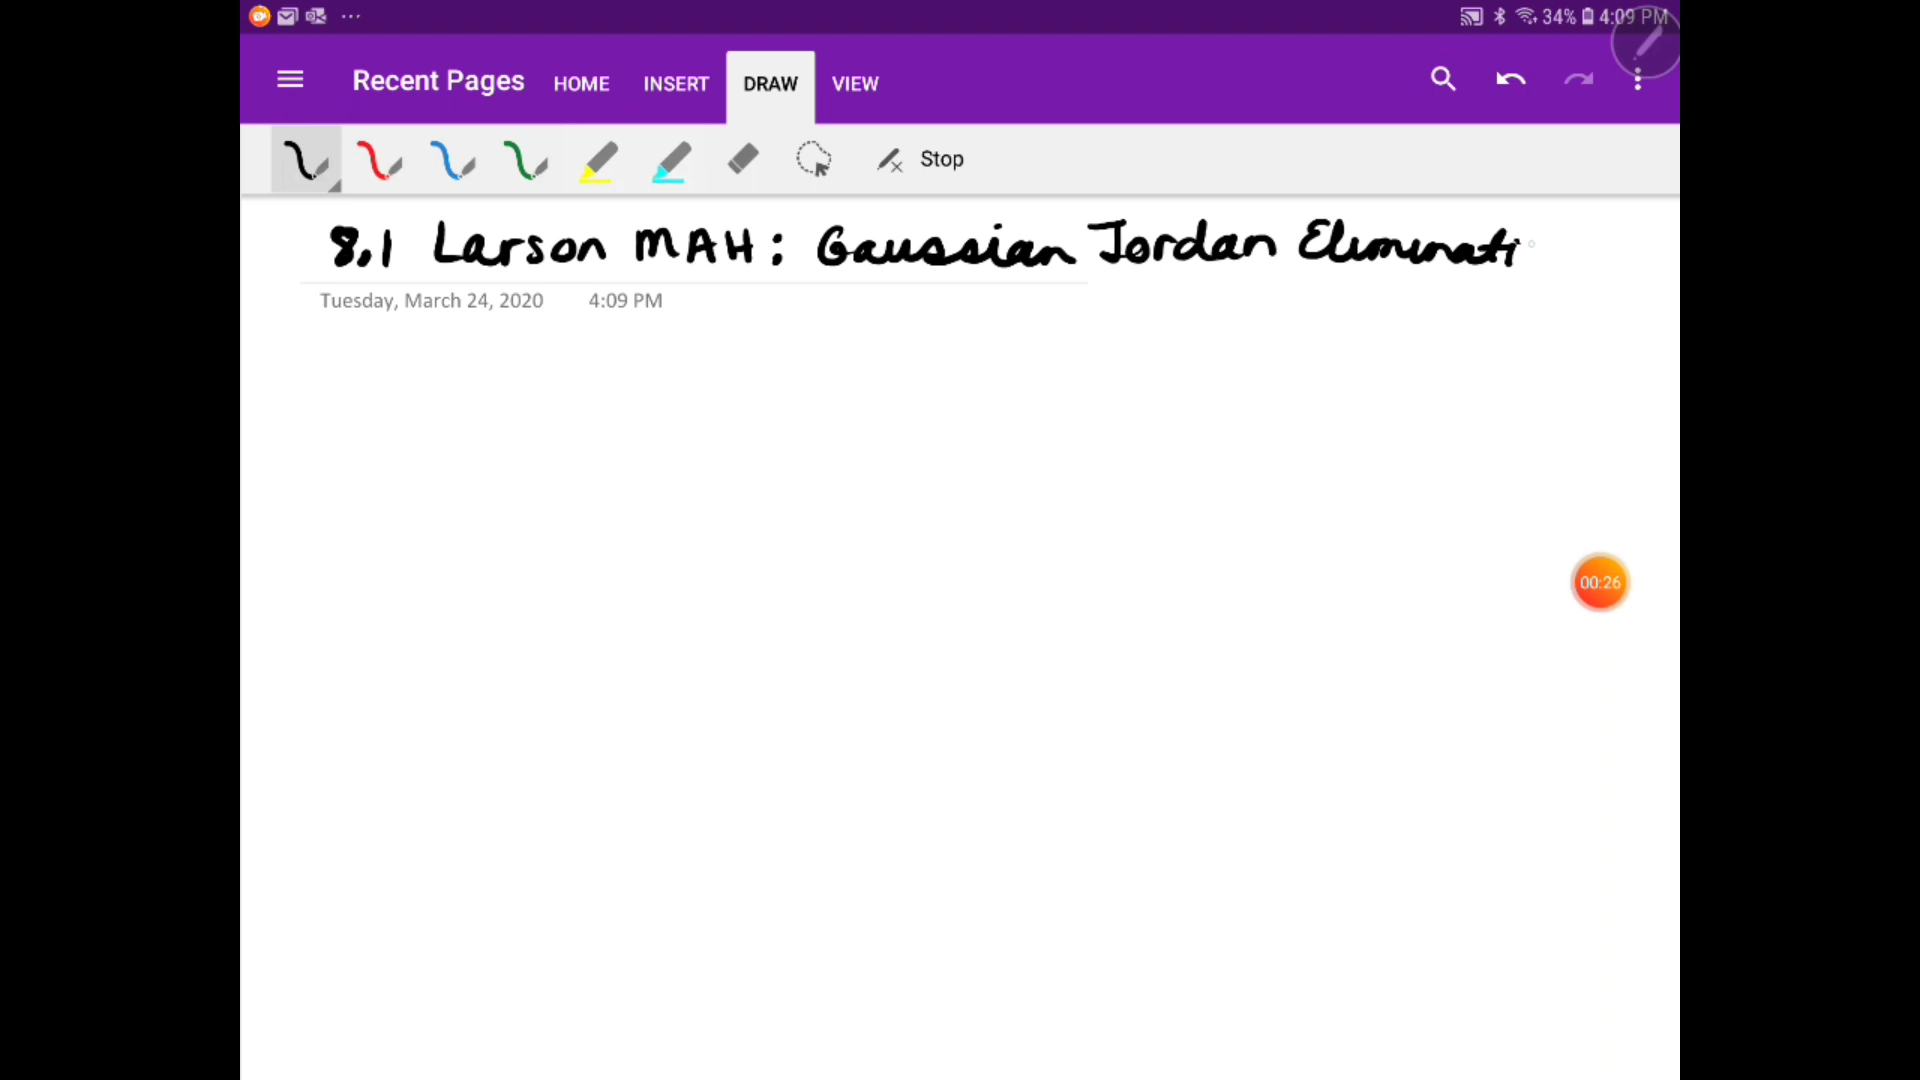 34% 4:09 PM
Recent Pages HOME INSERT DRAW VIEW
Stop
8.1 Larson MAH: Gaussian Jordan Eliminati
Tuesday, March 24, 2020 4:09 PM
00:26